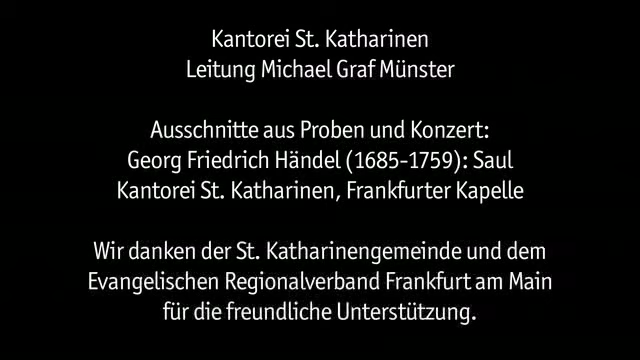 Kantorei St. Katharinen
Leitung Michael Graf Münster
Ausschnitte aus Proben und Konzert:
Georg Friedrich Händel (1685-1759): Saul
Kantorei St. Katharinen, Frankfurter Kapelle
Wir danken der St. Katharinengemeinde und dem
Evangelischen Regionalverband Frankfurt am Main
für die freundliche Unterstützung.